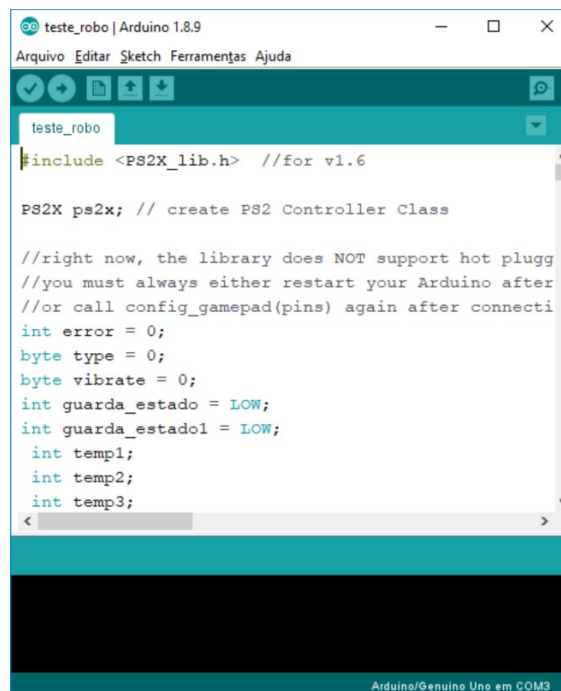 teste_robo | Arduino 1.8.9
Arquivo Editar Sketch Ferramentas Ajuda
teste_robo
#include <PS2X_lib.h>  //for v1.6
PS2X ps2x; // create PS2 Controller Class
//right now, the library does NOT support hot plugg
//you must always either restart your Arduino after
//or call config_gamepad(pins) again after connecti
int error = 0;
byte type = 0;
byte vibrate = 0;
int guarda_estado = LOW;
int guarda_estado1 = LOW;
int temp1;
int temp2;
int temp3;
Arduino/Genuino Uno em COM3